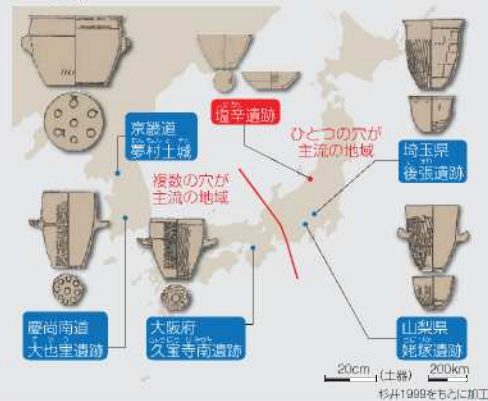 塩辛遺跡
ひとつの穴が
主流の地域
京畿道
夢村土城
複数の穴が
主流の地域
埼玉県
後張遺跡
慶尚南道
大也里遺跡
大阪府
久宝寺南遺跡
山梨県
姥塚遺跡
20cm
(土器)
200km
杉井1999をもとに加工